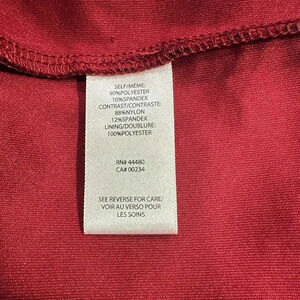 SELF/MÊME:
90%POLYESTER
10%SPANDEX
CONTRAST/CONTRASTE:
88%NYLON
12%SPANDEX
LINING/DOUBLURE:
100%POLYESTER
RN# 44480
CA# 00234
SEE REVERSE FOR CARE/
VOIR AU VERSO POUR
LES SOINS